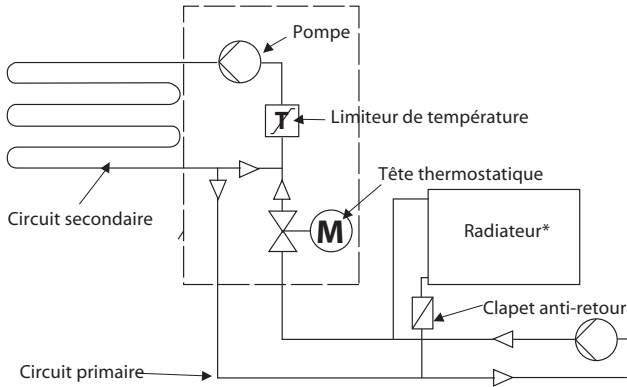 Pompe
T
Limiteur de température
Tête thermostatique
Circuit secondaire
M
Radiateur*
Clapet anti-retour
Circuit primaire